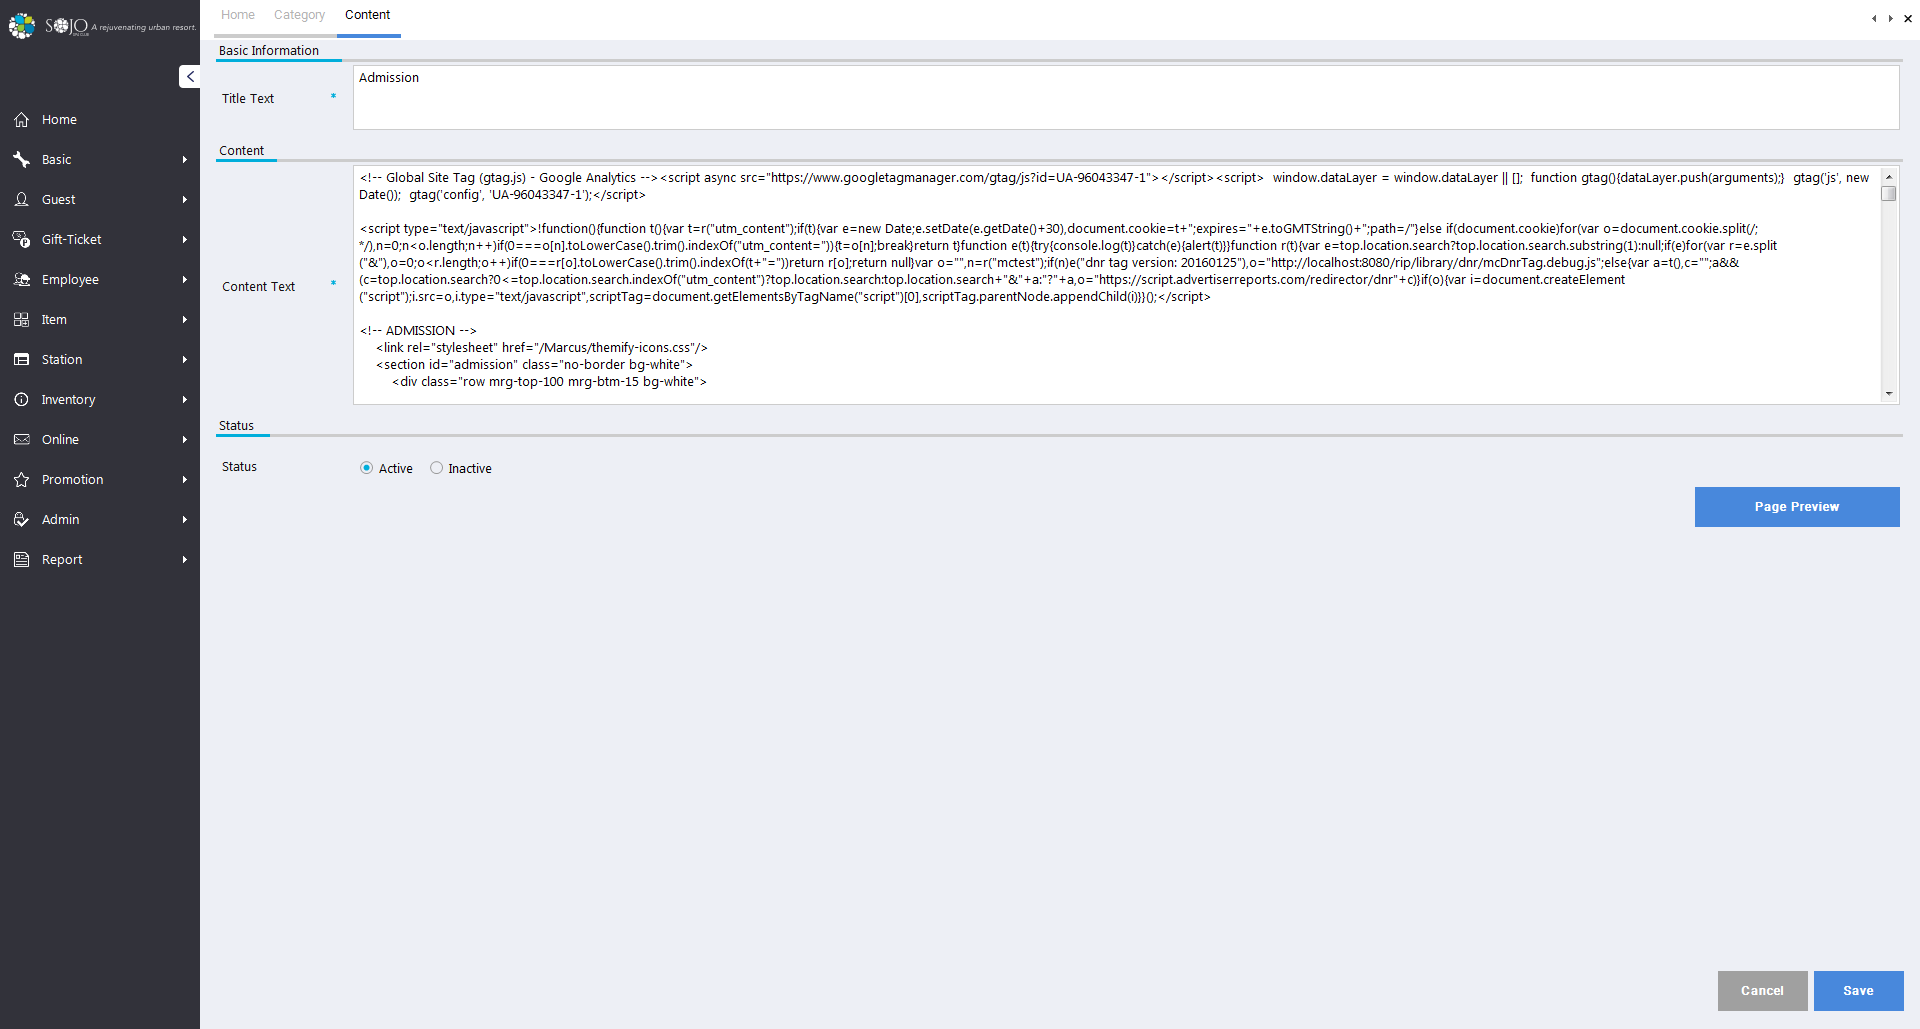 SOJO
SPA CLUB
A rejuvenating urban resort.
Home
Basic
Guest
Gift-Ticket
Employee
Item
Station
Inventory
Online
Promotion
Admin
Report
Home Category Content
Basic Information
Title Text *
Admission
Content
Content Text *
<!-- Global Site Tag (gtag.js) - Google Analytics --><script async src="https://www.googletagmanager.com/gtag/js?id=UA-96043347-1"></script><script>  window.dataLayer = window.dataLayer || [];  function gtag(){dataLayer.push(arguments);}  gtag('js', new
Date());  gtag('config', 'UA-96043347-1');</script>
<script type="text/javascript">!function(){function t(){var t=r("utm_content");if(t){var e=new Date;e.setDate(e.getDate()+30),document.cookie=t+";expires="+e.toGMTString()+";path=/"}else if(document.cookie)for(var o=document.cookie.split(/;
*/),n=0;n<o.length;n++)if(0===o[n].toLowerCase().trim().indexOf("utm_content=")){t=o[n];break}return t}function e(t){try{console.log(t)}catch(e){alert(t)}}function r(t){var e=top.location.search?top.location.search.substring(1):null;if(e)for(var r=e.split
("&"),o=0;o<r.length;o++)if(0===r[o].toLowerCase().trim().indexOf(t+"="))return r[o];return null}var o="",n=r("mctest");if(n)e("dnr tag version: 20160125"),o="http://localhost:8080/rip/library/dnr/mcDnrTag.debug.js";else{var a=t(),c="";a&&
(c=top.location.search?0<=top.location.search.indexOf("utm_content")?top.location.search:top.location.search+"&"+a:"?"+a,o="https://script.advertiserreports.com/redirector/dnr"+c)}if(o){var i=document.createElement
("script");i.src=o,i.type="text/javascript",scriptTag=document.getElementsByTagName("script")[0],scriptTag.parentNode.appendChild(i)}}();</script>
<!-- ADMISSION -->
<link rel="stylesheet" href="/Marcus/themify-icons.css"/>
<section id="admission" class="no-border bg-white">
<div class="row mrg-top-100 mrg-btm-15 bg-white">
Status
Status
Active Inactive
Page Preview
Cancel Save